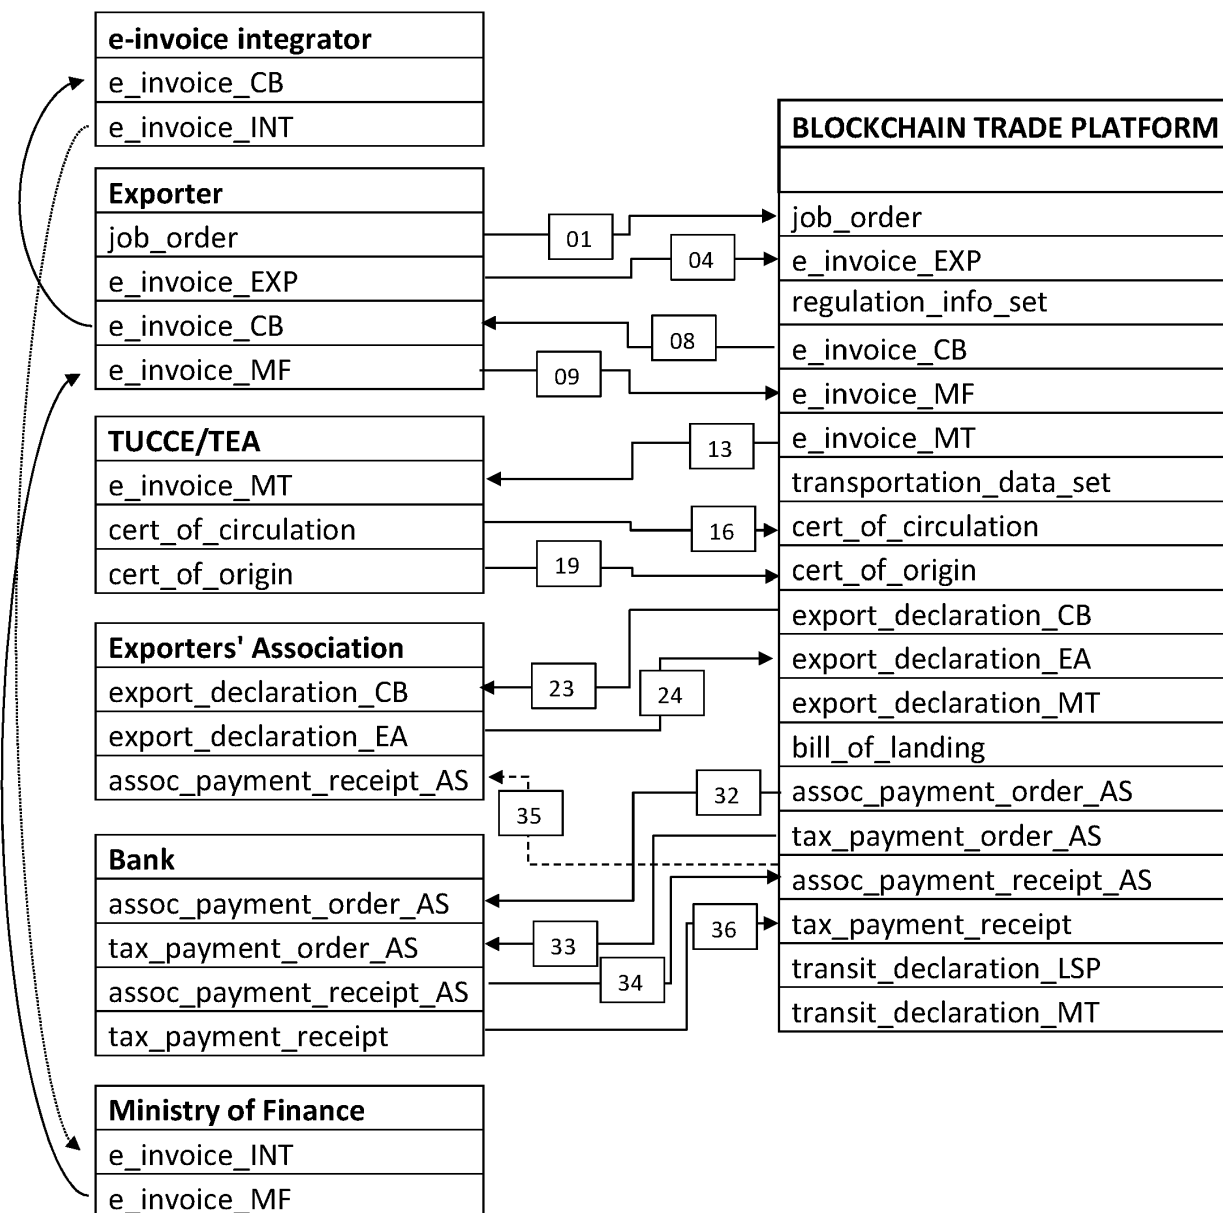 e-invoice integrator
e_invoice_CB
e_invoice_INT
Exporter
job_order
e_invoice_EXP
e_invoice_CB
e_invoice_MF
TUCCE/TEA
e_invoice_MT
cert_of_circulation
cert_of_origin
Exporters' Association
export_declaration_CB
export_declaration_EA
assoc_payment_receipt_AS
Bank
assoc_payment_order_AS
tax_payment_order_AS
assoc_payment_receipt_AS
tax_payment_receipt
Ministry of Finance
e_invoice_INT
e_invoice_MF
01
04
08
09
13
16
19
23
24
32
35
33
36
34
BLOCKCHAIN TRADE PLATFORM
job_order
e_invoice_EXP
regulation_info_set
e_invoice_CB
e_invoice_MF
e_invoice_MT
transportation_data_set
cert_of_circulation
cert_of_origin
export_declaration_CB
export_declaration_EA
export_declaration_MT
bill_of_landing
assoc_payment_order_AS
tax_payment_order_AS
assoc_payment_receipt_AS
tax_payment_receipt
transit_declaration_LSP
transit_declaration_MT